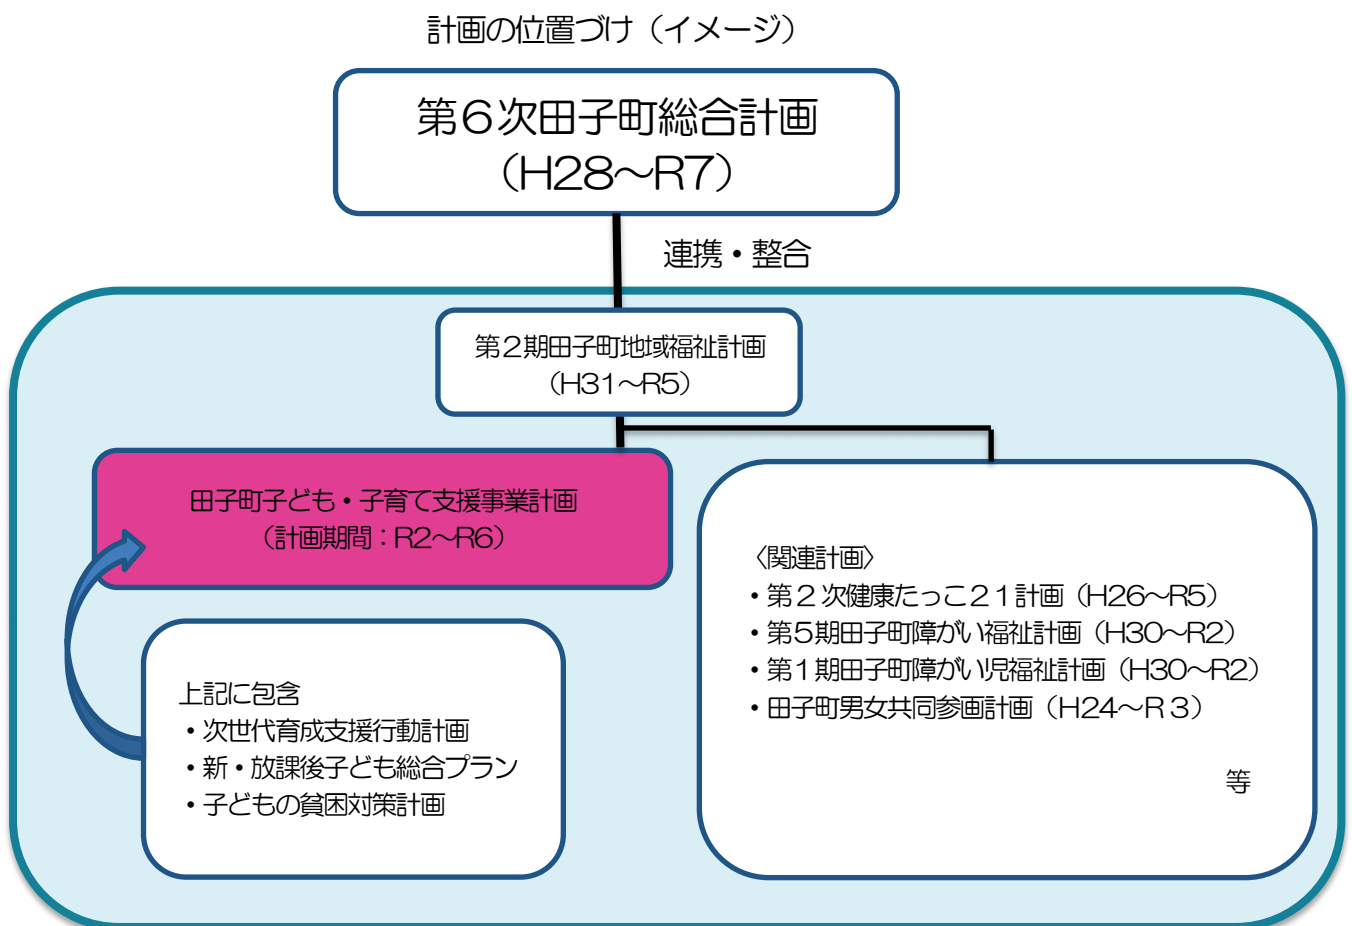 計画の位置づけ（イメージ）
第６次田子町総合計画
（H28～R7）
連携・整合
第２期田子町地域福祉計画
（H31～R5）
田子町子ども・子育て支援事業計画
（計画期間：R2～R6）
上記に包含
・次世代育成支援行動計画
・新・放課後子ども総合プラン
・子どもの貧困対策計画
〈関連計画〉
・第２次健康たっこ２１計画（H26～R5）
・第５期田子町障がい福祉計画（H30～R2）
・第１期田子町障がい児福祉計画（H30～R2）
・田子町男女共同参画計画（H24～R３）
等